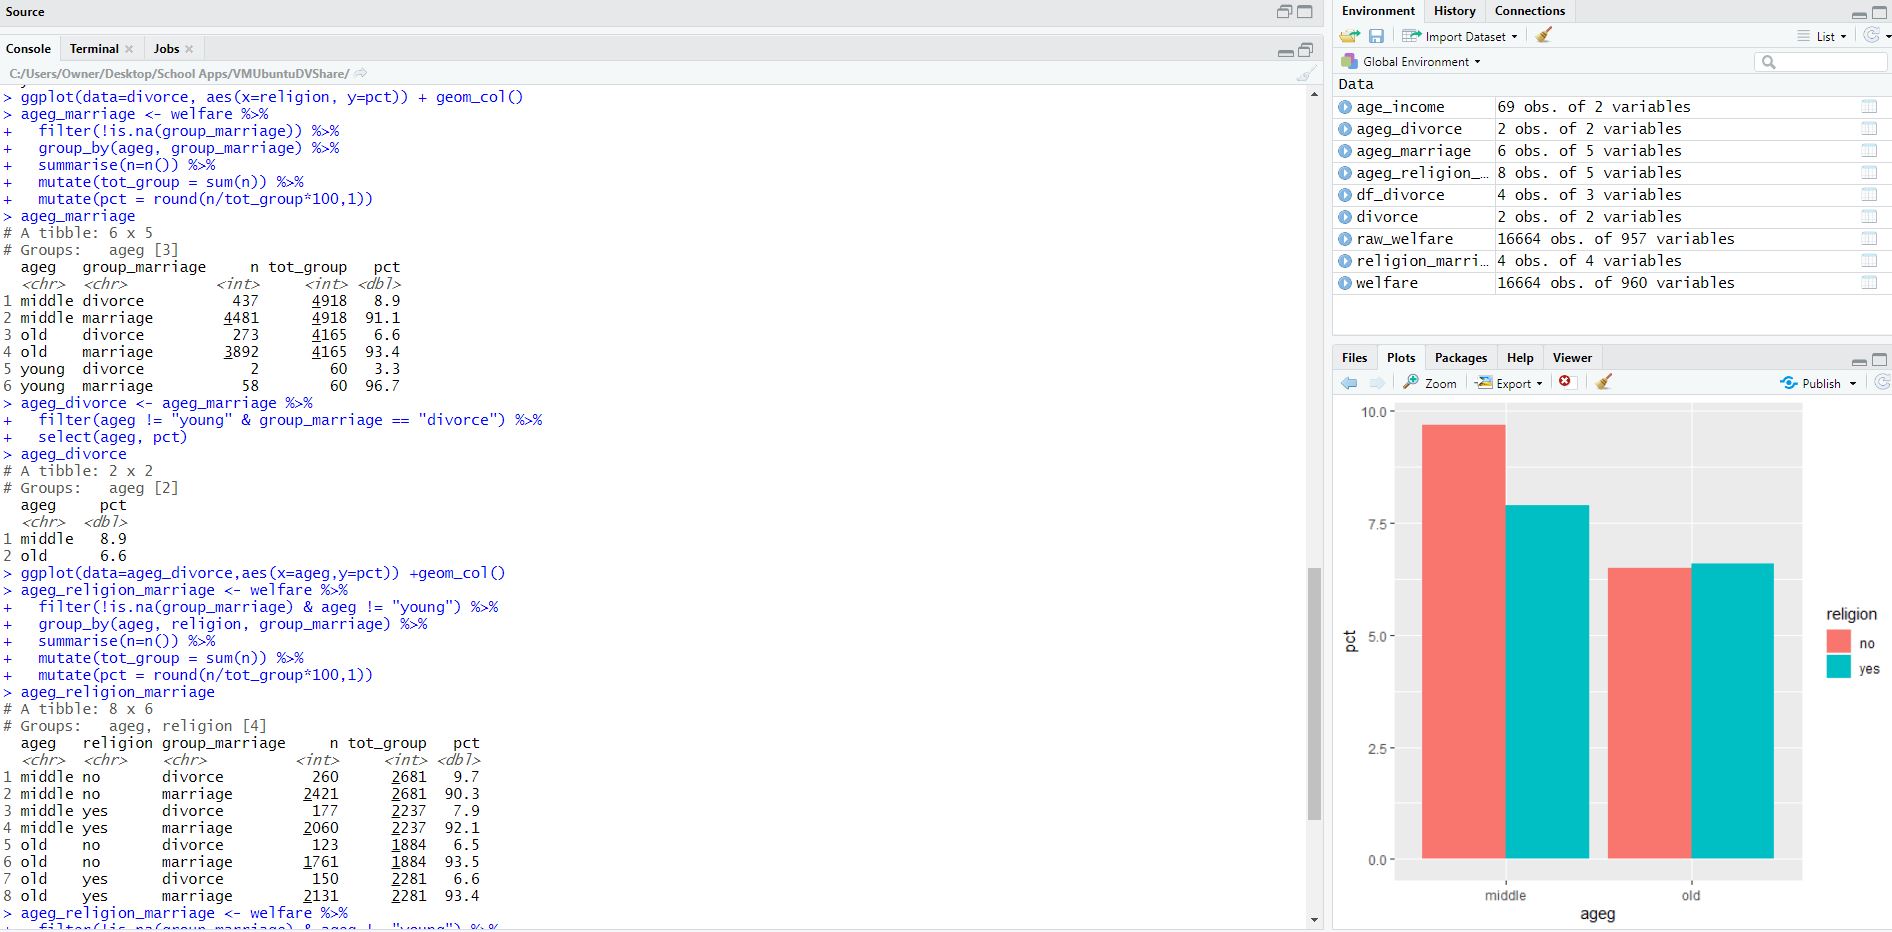 Source
Console Terminal Jobs
C:/Users/Owner/Desktop/School Apps/VMUbuntuDVShare/
> ggplot(data=divorce, aes(x=religion, y=pct)) + geom_col()
> ageg_marriage <- welfare %>%
+   filter(!is.na(group_marriage)) %>%
+   group_by(ageg, group_marriage) %>%
+   summarise(n=n()) %>%
+   mutate(tot_group = sum(n)) %>%
+   mutate(pct = round(n/tot_group*100,1))
> ageg_marriage
# A tibble: 6 x 5
# Groups:   ageg [3]
  ageg   group_marriage     n tot_group   pct
  <chr>  <chr>          <int>     <int> <dbl>
1 middle divorce          437      4918   8.9
2 middle marriage        4481      4918  91.1
3 old    divorce          273      4165   6.6
4 old    marriage        3892      4165  93.4
5 young  divorce            2        60   3.3
6 young  marriage          58        60  96.7
> ageg_divorce <- ageg_marriage %>%
+   filter(ageg != "young" & group_marriage == "divorce") %>%
+   select(ageg, pct)
> ageg_divorce
# A tibble: 2 x 2
# Groups:   ageg [2]
  ageg     pct
  <chr>  <dbl>
1 middle   8.9
2 old      6.6
> ggplot(data=ageg_divorce,aes(x=ageg,y=pct)) +geom_col()
> ageg_religion_marriage <- welfare %>%
+   filter(!is.na(group_marriage) & ageg != "young") %>%
+   group_by(ageg, religion, group_marriage) %>%
+   summarise(n=n()) %>%
+   mutate(tot_group = sum(n)) %>%
+   mutate(pct = round(n/tot_group*100,1))
> ageg_religion_marriage
# A tibble: 8 x 6
# Groups:   ageg, religion [4]
  ageg   religion group_marriage     n tot_group   pct
  <chr>  <chr>    <chr>          <int>     <int> <dbl>
1 middle no       divorce          260      2681   9.7
2 middle no       marriage        2421      2681  90.3
3 middle yes      divorce          177      2237   7.9
4 middle yes      marriage        2060      2237  92.1
5 old    no       divorce          123      1884   6.5
6 old    no       marriage        1761      1884  93.5
7 old    yes      divorce          150      2281   6.6
8 old    yes      marriage        2131      2281  93.4
> ageg_religion_marriage <- welfare %>%
+   filter(!is.na(group_marriage) & ageg != "young") %>%
Environment History Connections
Import Dataset List
Global Environment
Data
age_income 69 obs. of 2 variables
ageg_divorce 2 obs. of 2 variables
ageg_marriage 6 obs. of 5 variables
ageg_religion_… 8 obs. of 5 variables
df_divorce 4 obs. of 3 variables
divorce 2 obs. of 2 variables
raw_welfare 16664 obs. of 957 variables
religion_marri… 4 obs. of 4 variables
welfare 16664 obs. of 960 variables
Files Plots Packages Help Viewer
Zoom Export Publish
10.0
7.5
5.0
2.5
0.0
pct
middle old
ageg
religion
no
yes